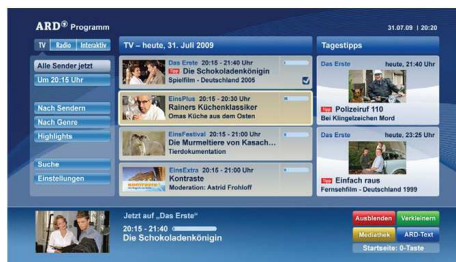 ARD Programm
31.07.09 | 20:20
TV Radio Interaktiv
Alle Sender jetzt
Um 20:15 Uhr
Nach Sendern
Nach Genre
Highlights
Suche
Einstellungen
TV – heute, 31. Juli 2009
Das Erste 20:15 - 21:40 Uhr
Tipp Die Schokoladenkönigin
Spielfilm - Deutschland 2005
EinsPlus 20:15 - 20:30 Uhr
Rainers Küchenklassiker
Omas Küche aus dem Osten
EinsFestival 20:15 - 21:00 Uhr
Die Murmeltiere von Kasach...
Tierdokumentation
EinsExtra 20:15 - 21:00 Uhr
Kontraste
Moderation: Astrid Frohloff
Tagestipps
Das Erste heute, 21:40 Uhr
Tipp Polizeiruf 110
Bei Klingelzeichen Mord
Das Erste heute, 23:25 Uhr
Tipp Einfach raus
Fernsehfilm - Deutschland 1999
Jetzt auf „Das Erste“
20:15 - 21:40
Die Schokoladenkönigin
Ausblenden Verkleinern
Mediathek ARD-Text
Startseite: 0-Taste